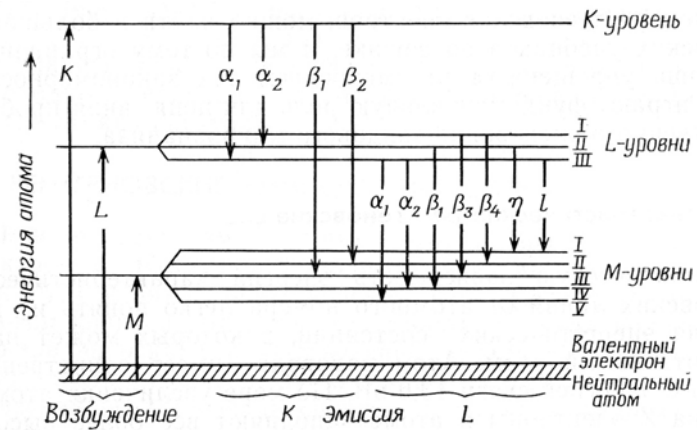 K-уровень
K
α₁ α₂ β₁ β₂
Энергия атома
I
II
III
L-уровни
L
α₁ α₂ β₁ β₃ β₄ η l
I
II
III
IV
V
M-уровни
M
Валентный
электрон
Нейтральный
атом
Возбуждение K Эмиссия L